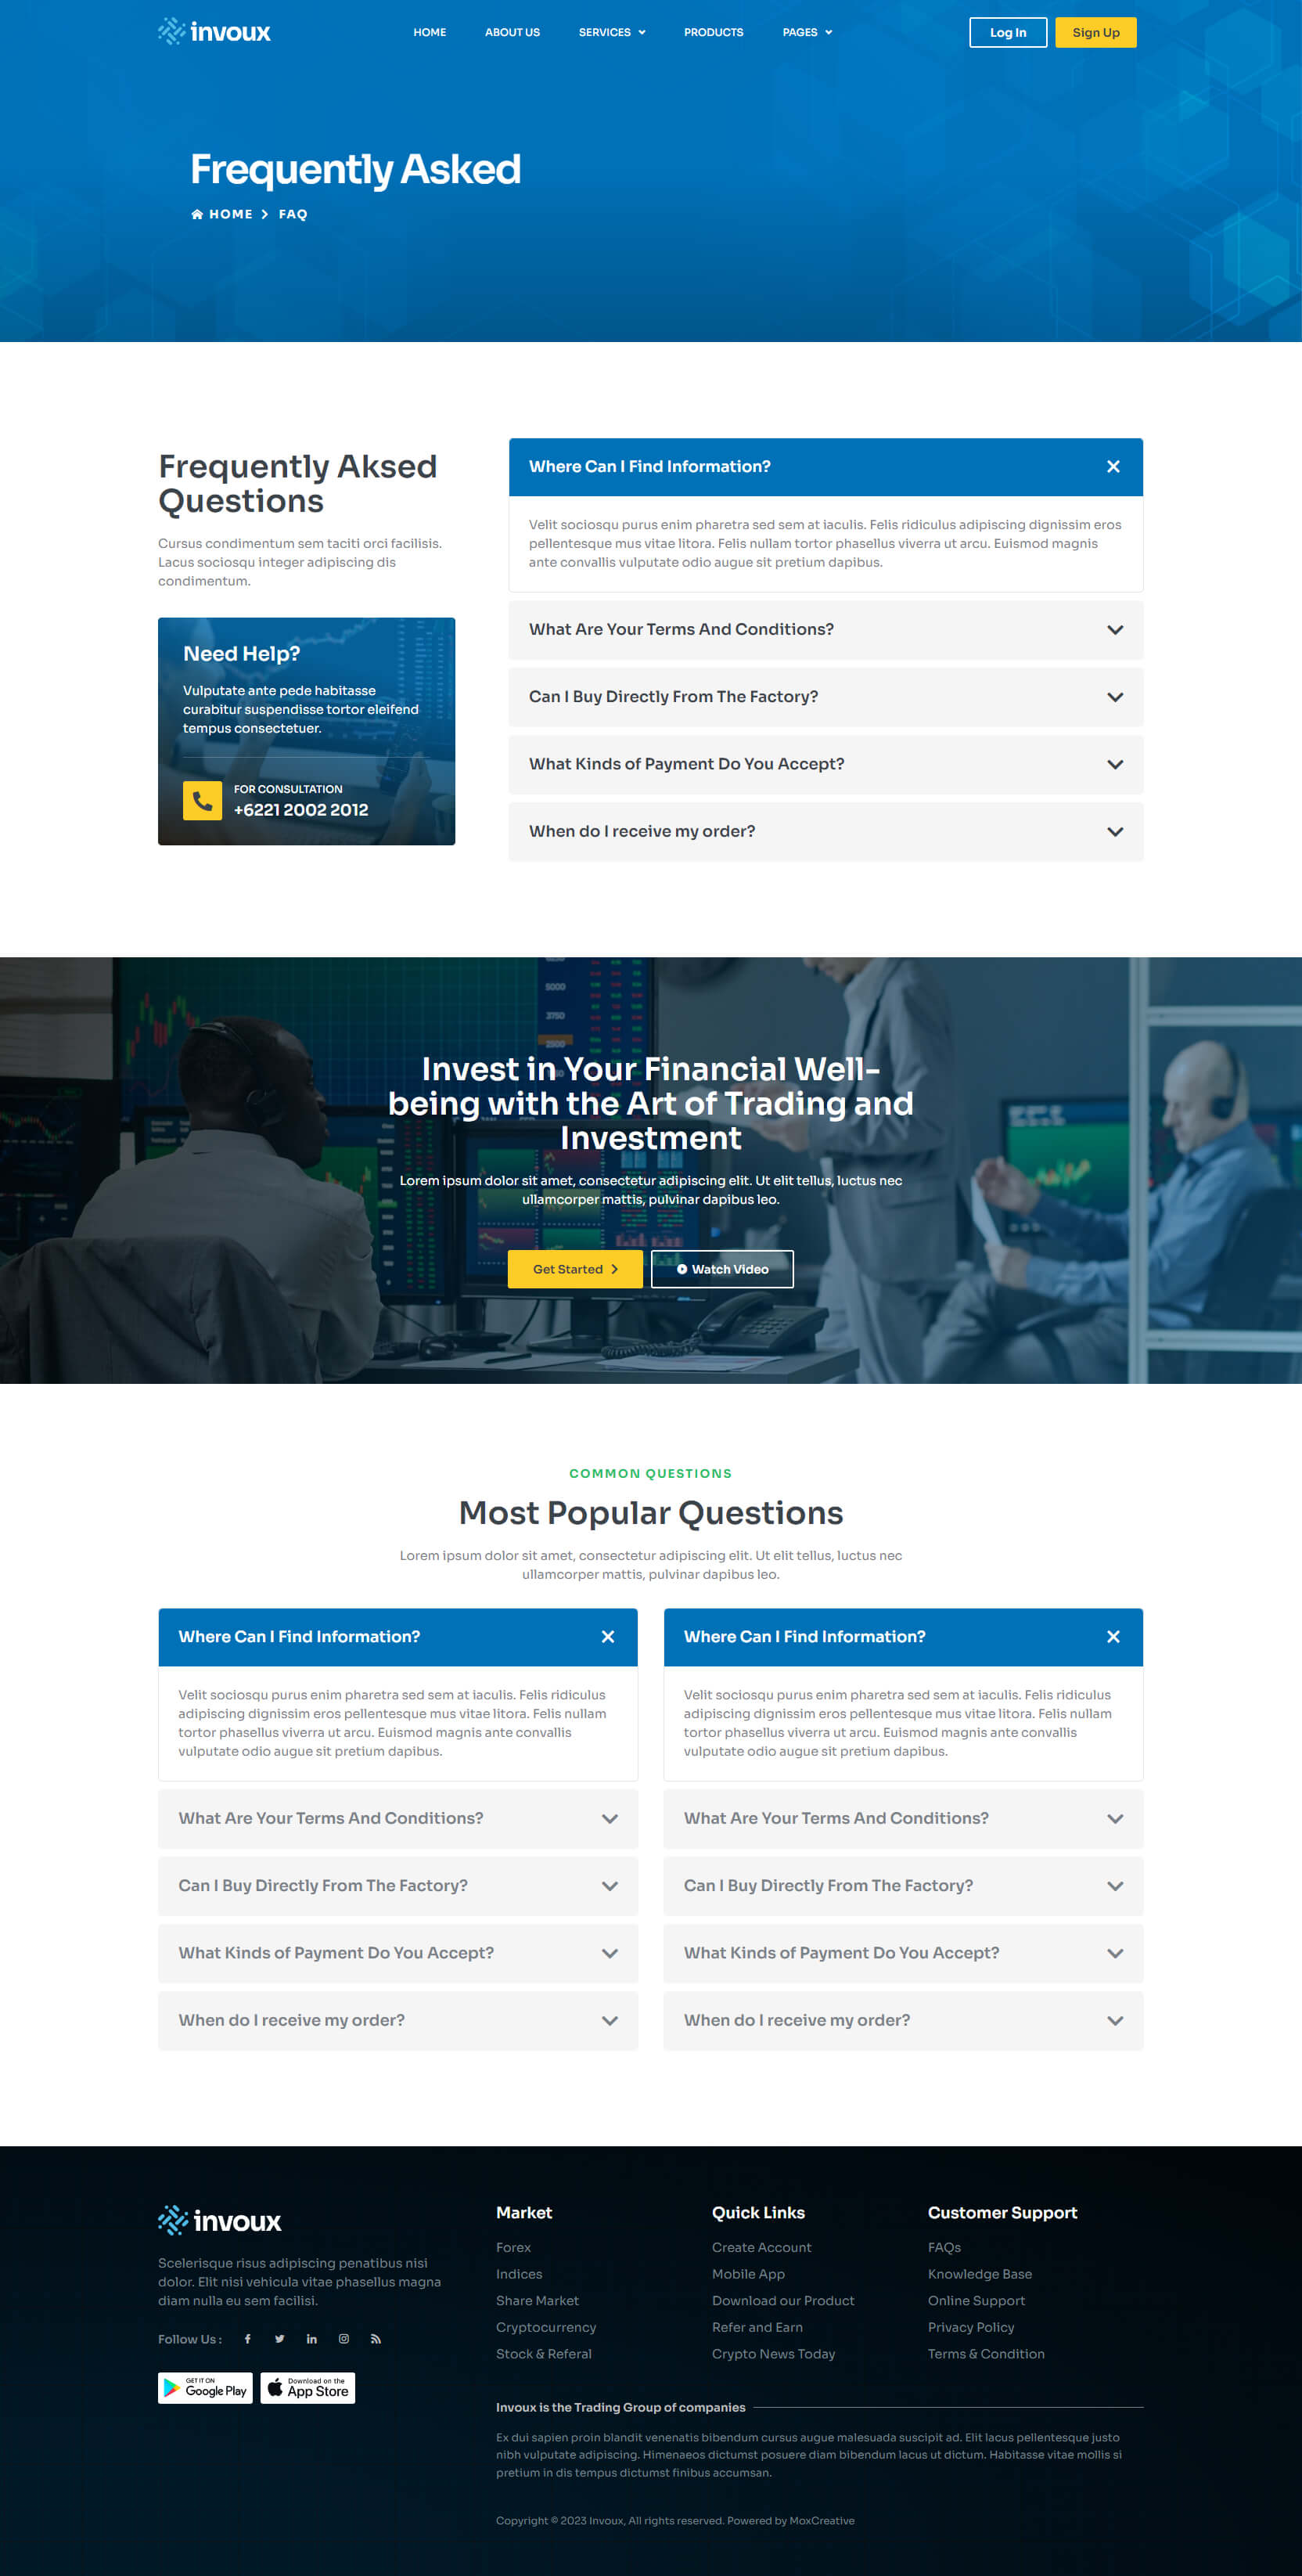 invoux
HOME
ABOUT US
SERVICES
PRODUCTS
PAGES
Log In
Sign Up
Frequently Asked
HOME
FAQ
Frequently Aksed
Questions
Cursus condimentum sem taciti orci facilisis.
Lacus sociosqu integer adipiscing dis
condimentum.
Need Help?
Vulputate ante pede habitasse
curabitur suspendisse tortor eleifend
tempus consectetuer.
FOR CONSULTATION
+6221 2002 2012
Where Can I Find Information?
Velit sociosqu purus enim pharetra sed sem at iaculis. Felis ridiculus adipiscing dignissim eros
pellentesque mus vitae litora. Felis nullam tortor phasellus viverra ut arcu. Euismod magnis
ante convallis vulputate odio augue sit pretium dapibus.
What Are Your Terms And Conditions?
Can I Buy Directly From The Factory?
What Kinds of Payment Do You Accept?
When do I receive my order?
5000
3750
2500
Invest in Your Financial Well-
being with the Art of Trading and
Investment
Lorem ipsum dolor sit amet, consectetur adipiscing elit. Ut elit tellus, luctus nec
ullamcorper mattis, pulvinar dapibus leo.
Get Started
Watch Video
COMMON QUESTIONS
Most Popular Questions
Lorem ipsum dolor sit amet, consectetur adipiscing elit. Ut elit tellus, luctus nec
ullamcorper mattis, pulvinar dapibus leo.
Where Can I Find Information?
Velit sociosqu purus enim pharetra sed sem at iaculis. Felis ridiculus
adipiscing dignissim eros pellentesque mus vitae litora. Felis nullam
tortor phasellus viverra ut arcu. Euismod magnis ante convallis
vulputate odio augue sit pretium dapibus.
What Are Your Terms And Conditions?
Can I Buy Directly From The Factory?
What Kinds of Payment Do You Accept?
When do I receive my order?
Where Can I Find Information?
Velit sociosqu purus enim pharetra sed sem at iaculis. Felis ridiculus
adipiscing dignissim eros pellentesque mus vitae litora. Felis nullam
tortor phasellus viverra ut arcu. Euismod magnis ante convallis
vulputate odio augue sit pretium dapibus.
What Are Your Terms And Conditions?
Can I Buy Directly From The Factory?
What Kinds of Payment Do You Accept?
When do I receive my order?
invoux
Scelerisque risus adipiscing penatibus nisi
dolor. Elit nisi vehicula vitae phasellus magna
diam nulla eu sem facilisi.
Follow Us :
GET IT ON
Google Play
Download on the
App Store
Market
Forex
Indices
Share Market
Cryptocurrency
Stock & Referal
Quick Links
Create Account
Mobile App
Download our Product
Refer and Earn
Crypto News Today
Customer Support
FAQs
Knowledge Base
Online Support
Privacy Policy
Terms & Condition
Invoux is the Trading Group of companies
Ex dui sapien proin blandit venenatis bibendum cursus augue malesuada suscipit ad. Elit lacus pellentesque justo
nibh vulputate adipiscing. Himenaeos dictumst posuere diam bibendum lacus ut dictum. Habitasse vitae mollis si
pretium in dis tempus dictumst finibus accumsan.
Copyright © 2023 Invoux, All rights reserved. Powered by MoxCreative